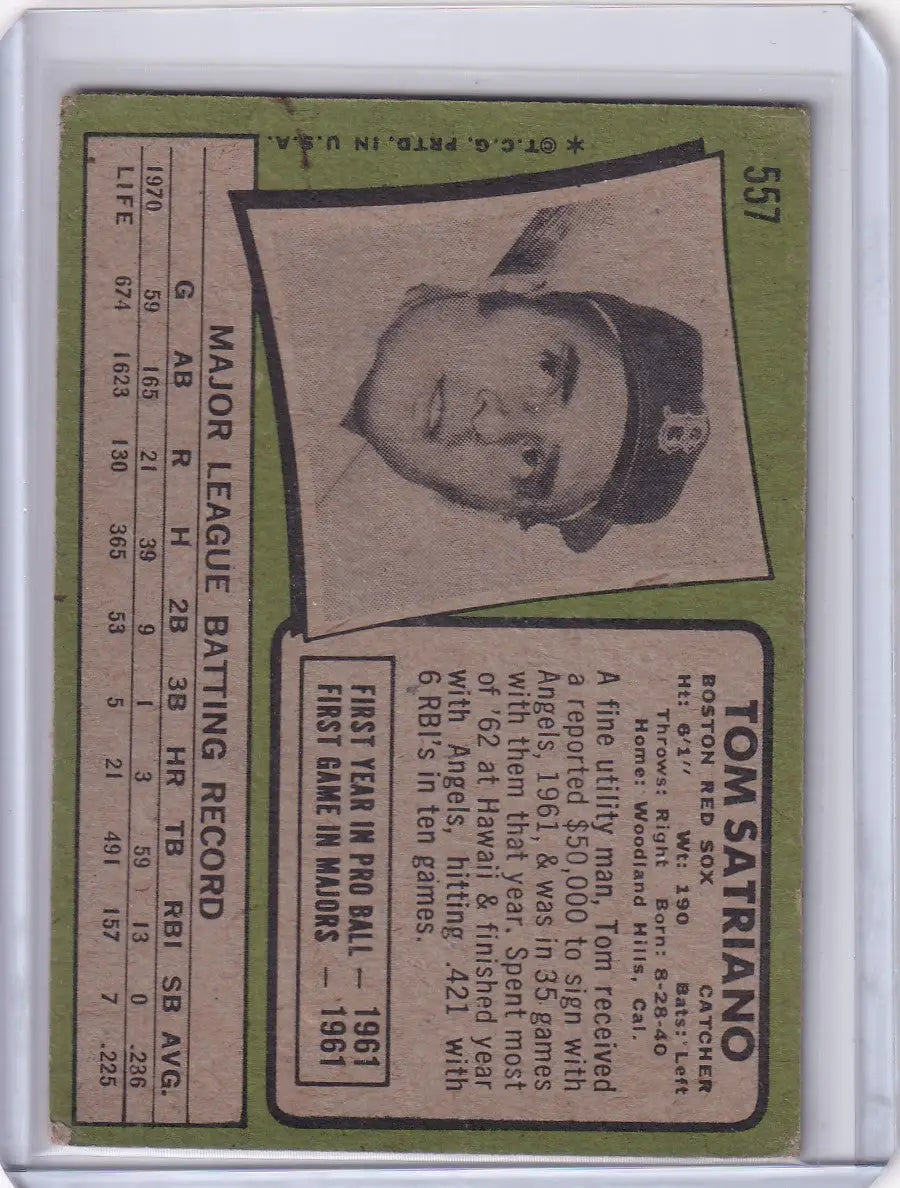 557
*©T.C.G. PRTD. IN U.S.A.
B
TOM SATRIANO
BOSTON RED SOX CATCHER
Ht: 6'1" Wt: 190 Bats: Left
Throws: Right Born: 8-28-40
Home: Woodland Hills, Cal.
A fine utility man, Tom received
a reported $50,000 to sign with
Angels, 1961, & was in 35 games
with them that year. Spent most
of '62 at Hawaii & finished year
with Angels, hitting .421 with
6 RBI's in ten games.
FIRST YEAR IN PRO BALL — 1961
FIRST GAME IN MAJORS — 1961
MAJOR LEAGUE BATTING RECORD
G AB R H 2B 3B HR TB RBI SB AVG.
1970 59 165 21 39 9 1 3 59 13 0 .236
LIFE 674 1623 130 365 53 5 21 491 157 7 .225